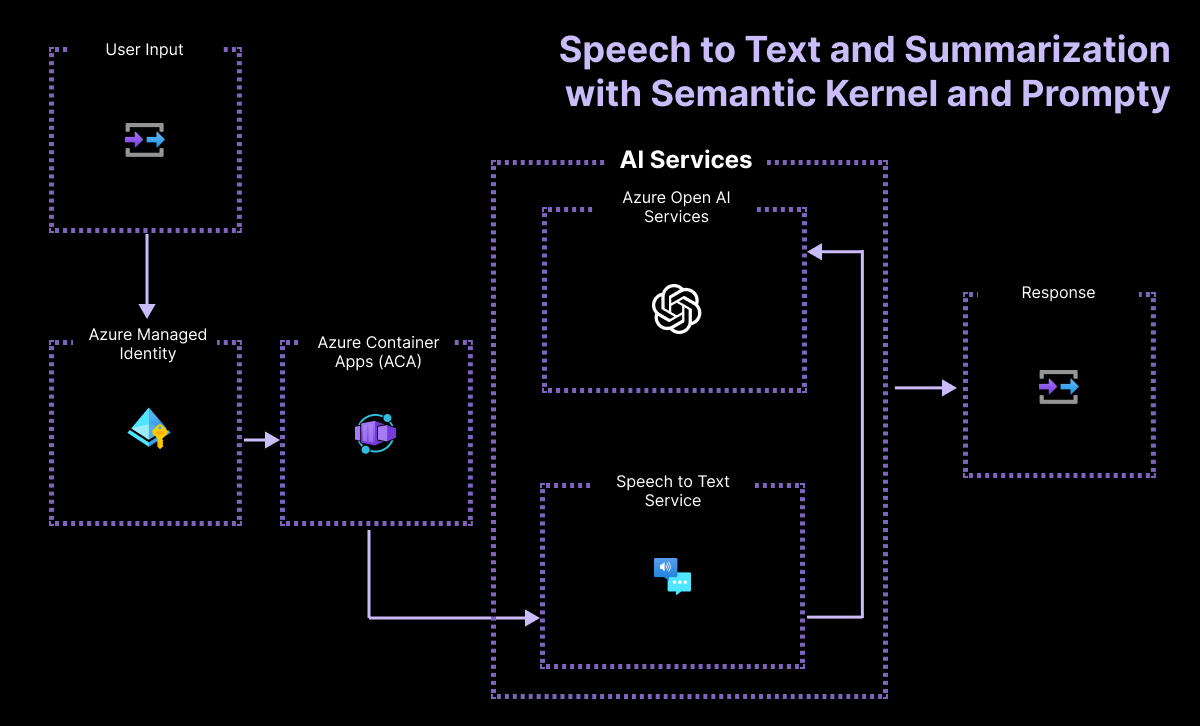 Speech to Text and Summarization
with Semantic Kernel and Prompty
User Input
Azure Managed
Identity
Azure Container
Apps (ACA)
AI Services
Azure Open AI
Services
Speech to Text
Service
Response